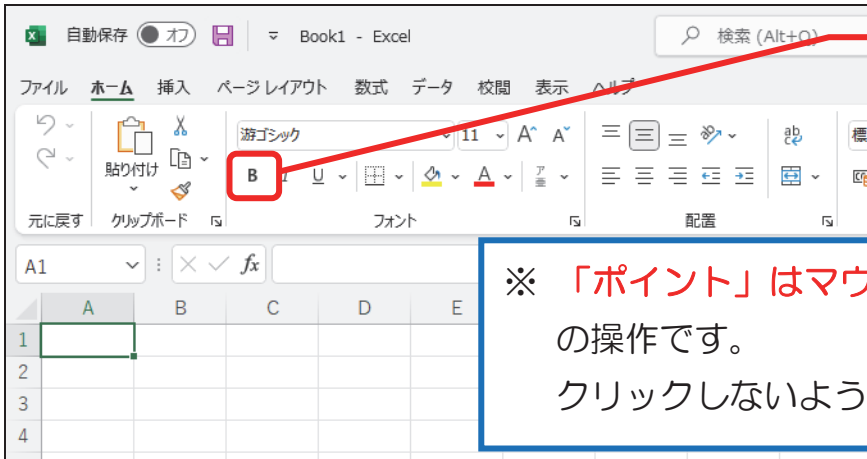 自動保存 オフ Book1 - Excel 検索 (Alt+Q)
ファイル ホーム 挿入 ページ レイアウト 数式 データ 校閲 表示 ヘルプ
游ゴシック 11 A A ab
貼り付け B I U A ア亜
元に戻す クリップボード フォント 配置
A1 fx
A B C D E
1
2
3
4
※ 「ポイント」はマウ
の操作です。
クリックしないよう